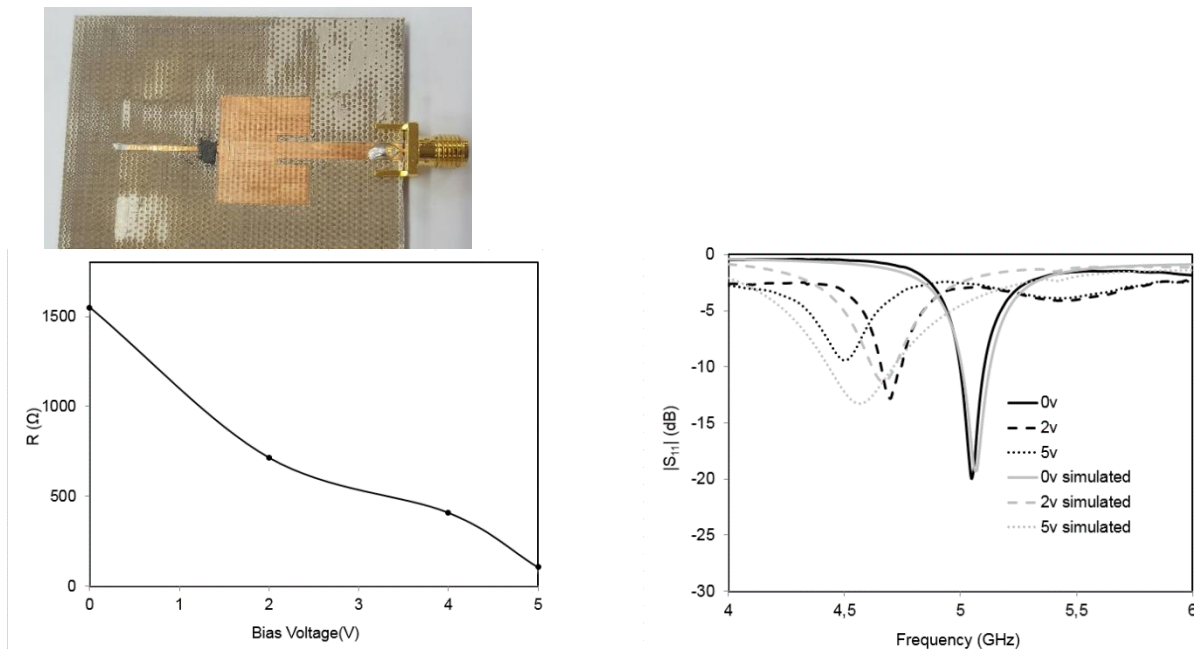 1500
1000
500
0
R (Ω)
0 1 2 3 4 5
Bias Voltage(V)
0
-5
-10
-15
-20
-25
-30
|S₁₁| (dB)
0v
2v
5v
0v simulated
2v simulated
5v simulated
4 4,5 5 5,5 6
Frequency (GHz)